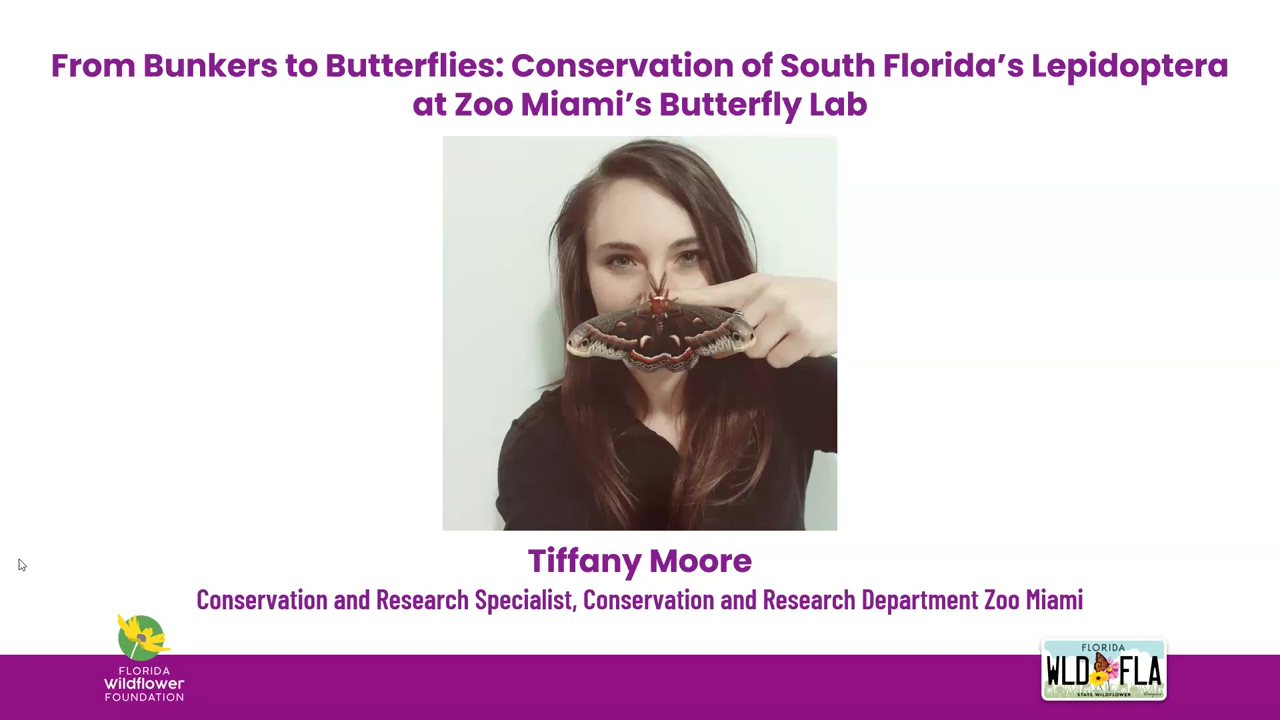 From Bunkers to Butterflies: Conservation of South Florida’s Lepidoptera
at Zoo Miami’s Butterfly Lab
Tiffany Moore
Conservation and Research Specialist, Conservation and Research Department Zoo Miami
FLORIDA
Wildflower
FOUNDATION
FLORIDA
WLD FLA
STATE WILDFLOWER